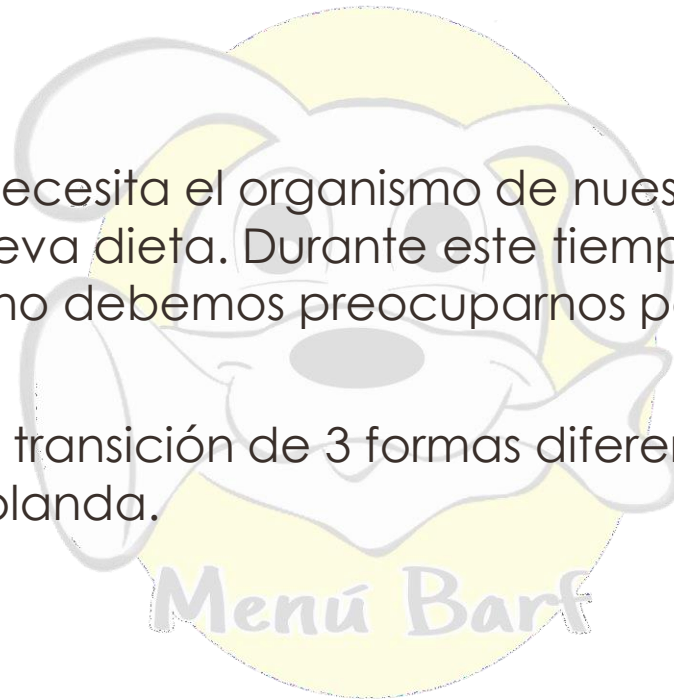 ecesita el organismo de nues
eva dieta. Durante este tiemp
no debemos preocuparnos p
transición de 3 formas difere
blanda.
Menú Barf